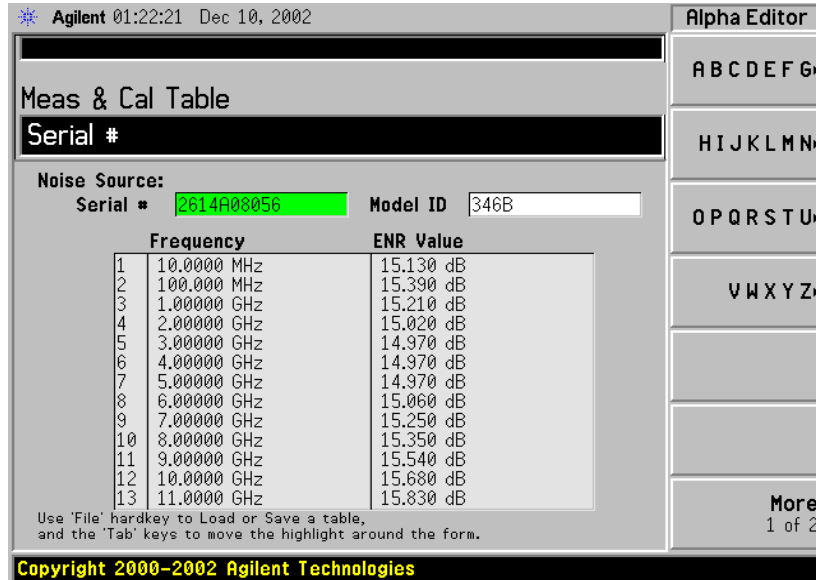 Agilent 01:22:21 Dec 10, 2002
Alpha Editor
Meas & Cal Table
Serial #
Noise Source:
Serial # 2614A08056 Model ID 346B
Frequency ENR Value
1 10.0000 MHz 15.130 dB
2 100.000 MHz 15.390 dB
3 1.00000 GHz 15.210 dB
4 2.00000 GHz 15.020 dB
5 3.00000 GHz 14.970 dB
6 4.00000 GHz 14.970 dB
7 5.00000 GHz 14.970 dB
8 6.00000 GHz 15.060 dB
9 7.00000 GHz 15.250 dB
10 8.00000 GHz 15.350 dB
11 9.00000 GHz 15.540 dB
12 10.0000 GHz 15.680 dB
13 11.0000 GHz 15.830 dB
Use 'File' hardkey to Load or Save a table,
and the 'Tab' keys to move the highlight around the form.
A B C D E F G
H I J K L M N
O P Q R S T U
V W X Y Z
More
1 of 2
Copyright 2000-2002 Agilent Technologies